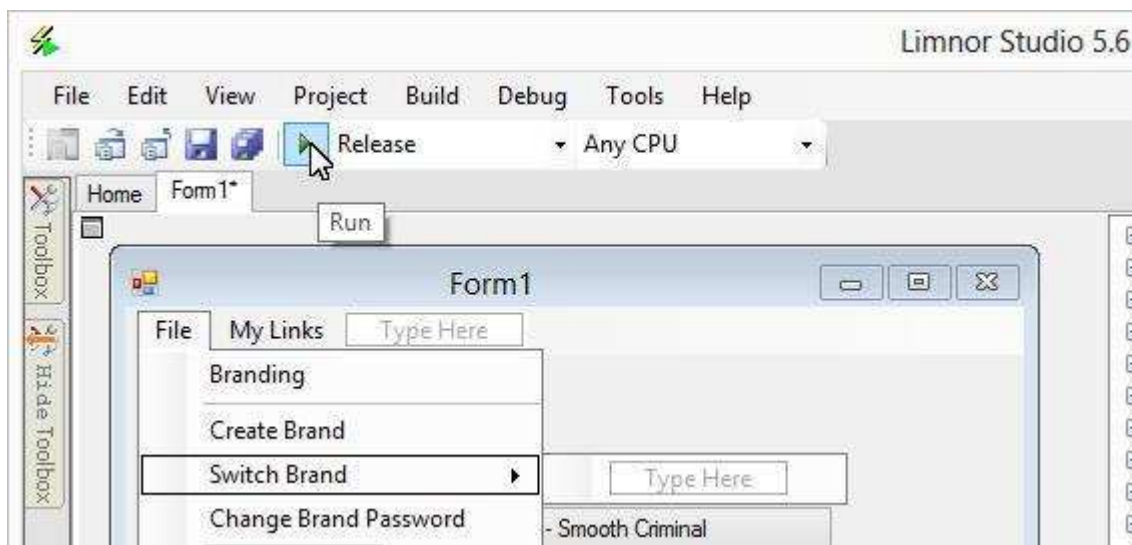 Limnor Studio 5.6
File Edit View Project Build Debug Tools Help
Release Any CPU
Home Form1*
Run
Toolbox
Hide Toolbox
Form1
File My Links Type Here
Branding
Create Brand
Switch Brand Type Here
Change Brand Password - Smooth Criminal